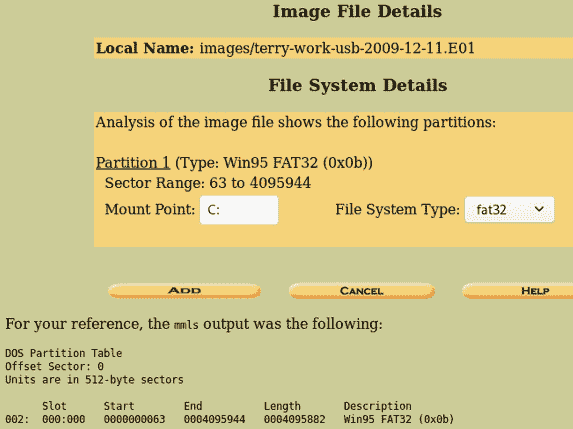 Image File Details
Local Name: images/terry-work-usb-2009-12-11.E01
File System Details
Analysis of the image file shows the following partitions:
Partition 1 (Type: Win95 FAT32 (0x0b))
Sector Range: 63 to 4095944
Mount Point: C: File System Type: fat32
ADD CANCEL HELP
For your reference, the mmls output was the following:
DOS Partition Table
Offset Sector: 0
Units are in 512-byte sectors
Slot Start End Length Description
002: 000:000 0000000063 0004095944 0004095882 Win95 FAT32 (0x0b)